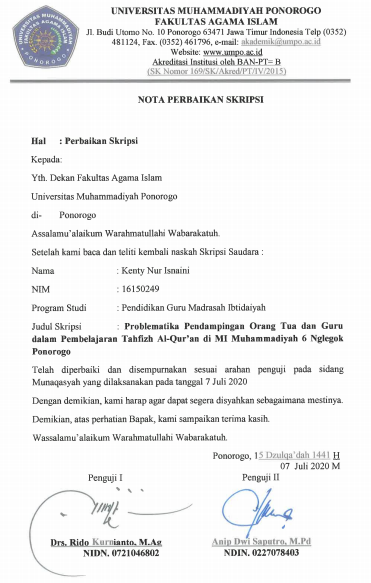 UNIVERSITAS MUHAMMADIYAH PONOROGO
FAKULTAS AGAMA ISLAM
Jl. Budi Utomo No. 10 Ponorogo 63471 Jawa Timur Indonesia Telp (0352)
481124, Fax. (0352) 461796, e-mail: akademik@umpo.ac.id
Website: www.umpo.ac.id
Akreditasi Institusi oleh BAN-PT= B
(SK Nomor 169/SK/Akred/PT/IV/2015)
NOTA PERBAIKAN SKRIPSI
Hal : Perbaikan Skripsi
Kepada:
Yth. Dekan Fakultas Agama Islam
Universitas Muhammadiyah Ponorogo
di- Ponorogo
Assalamu'alaikum Warahmatullahi Wabarakatuh.
Setelah kami baca dan teliti kembali naskah Skripsi Saudara :
Nama : Kenty Nur Isnaini
NIM : 16150249
Program Studi : Pendidikan Guru Madrasah Ibtidaiyah
Judul Skripsi : Problematika Pendampingan Orang Tua dan Guru
dalam Pembelajaran Tahfizh Al-Qur'an di MI Muhammadiyah 6 Nglegok
Ponorogo
Telah diperbaiki dan disempurnakan sesuai arahan penguji pada sidang
Munaqasyah yang dilaksanakan pada tanggal 7 Juli 2020
Dengan demikian, kami harap agar dapat segera disyahkan sebagaimana mestinya.
Demikian, atas perhatian Bapak, kami sampaikan terima kasih.
Wassalamu'alaikum Warahmatullahi Wabarakatuh.
Ponorogo, 15 Dzulqa'dah 1441 H
07 Juli 2020 M
Penguji I Penguji II
Drs. Rido Kurnianto, M.Ag Anip Dwi Saputro, M.Pd
NIDN. 0721046802 NDIN. 0227078403